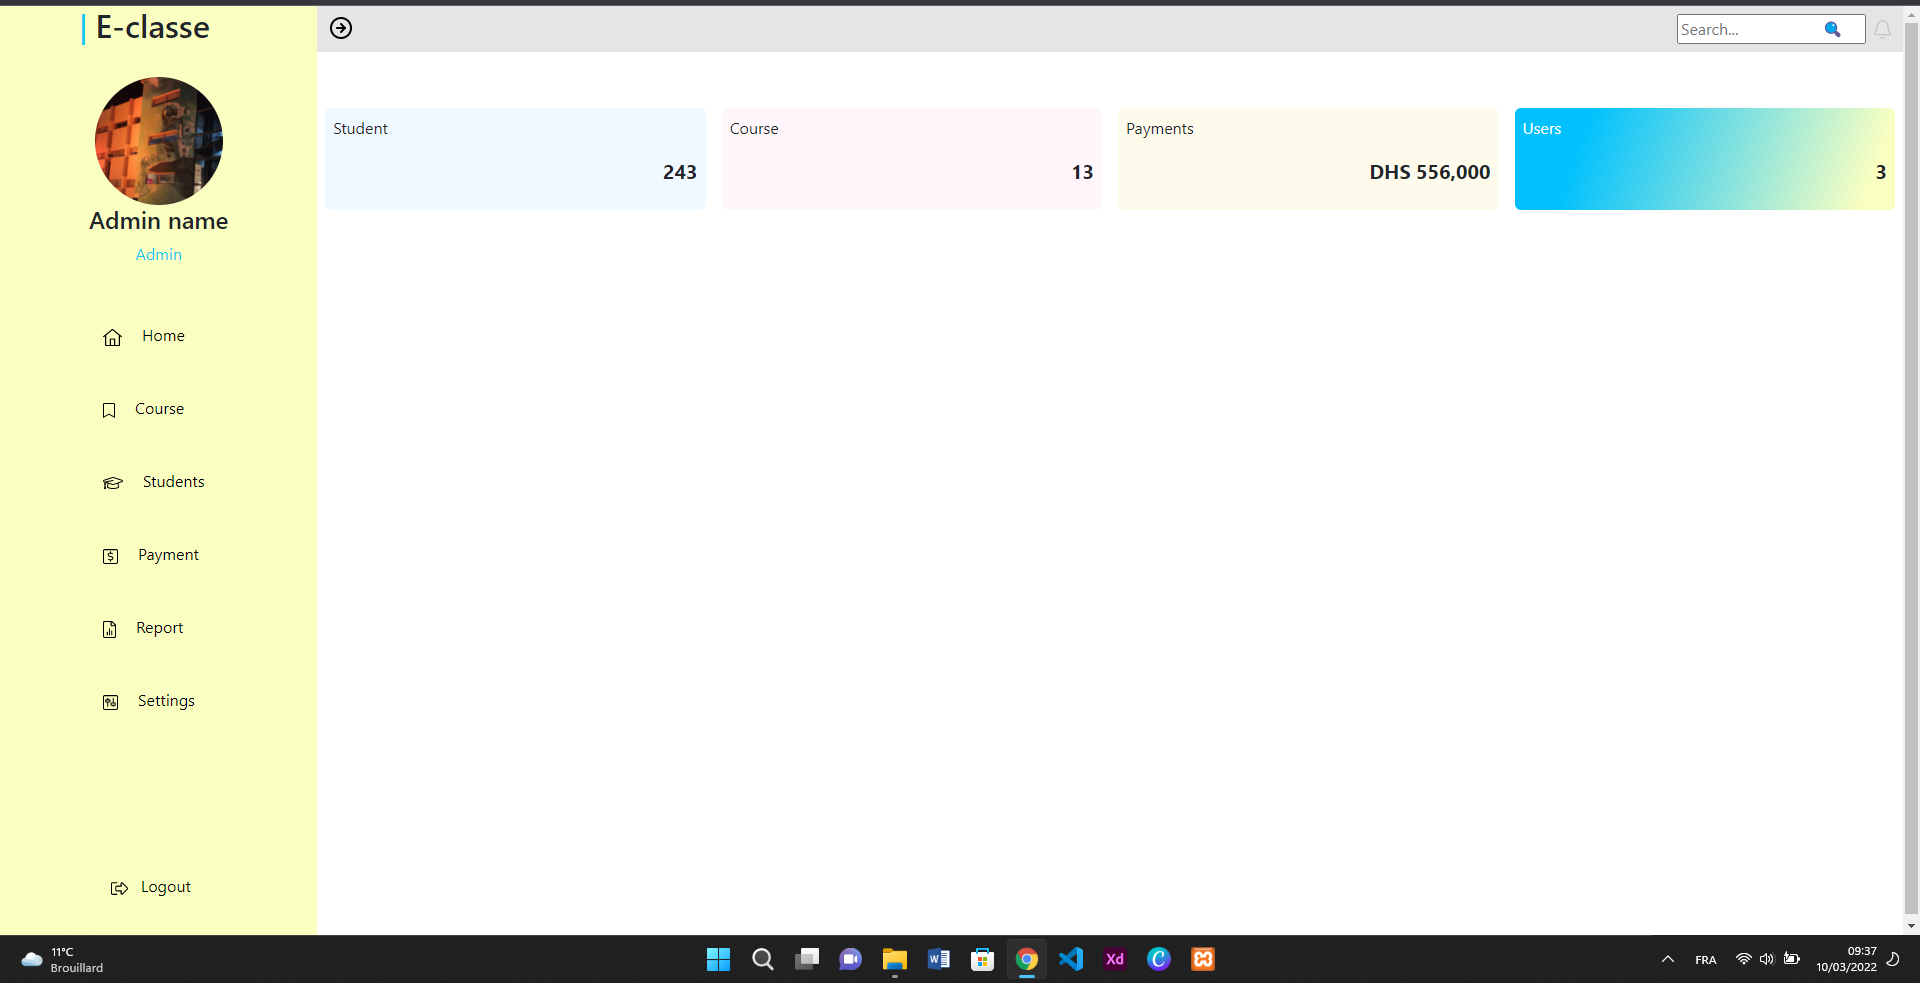 E-classe
Search...
Admin name
Admin
Student
243
Course
13
Payments
DHS 556,000
Users
3
Home
Course
Students
Payment
Report
Settings
Logout
11°C
Brouillard
W
Xd
C
FRA
09:37
10/03/2022